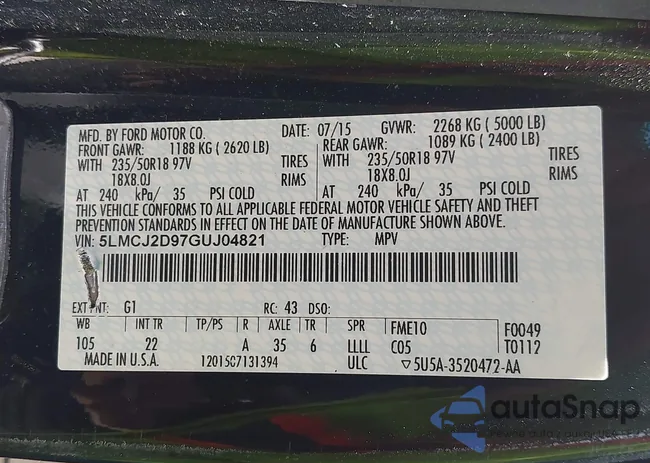 MFD. BY FORD MOTOR CO. DATE: 07/15 GVWR: 2268 KG ( 5000 LB)
FRONT GAWR: 1188 KG ( 2620 LB) REAR GAWR: 1089 KG ( 2400 LB)
WITH 235/50R18 97V TIRES WITH 235/50R18 97V TIRES
18X8.0J RIMS 18X8.0J RIMS
AT 240 kPa/ 35 PSI COLD AT 240 kPa/ 35 PSI COLD
THIS VEHICLE CONFORMS TO ALL APPLICABLE FEDERAL MOTOR VEHICLE SAFETY AND THEFT
PREVENTION STANDARDS IN EFFECT ON THE DATE OF MANUFACTURE SHOWN ABOVE.
VIN: 5LMCJ2D97GUJ04821 TYPE: MPV
EXT PNT: G1 RC: 43 DSO:
WB INT TR TP/PS R AXLE TR SPR FME10 F0049
105 22 A 35 6 LLLL C05 T0112
MADE IN U.S.A. 1201507131394 ULC ▽5U5A-3520472-AA
autaSnap